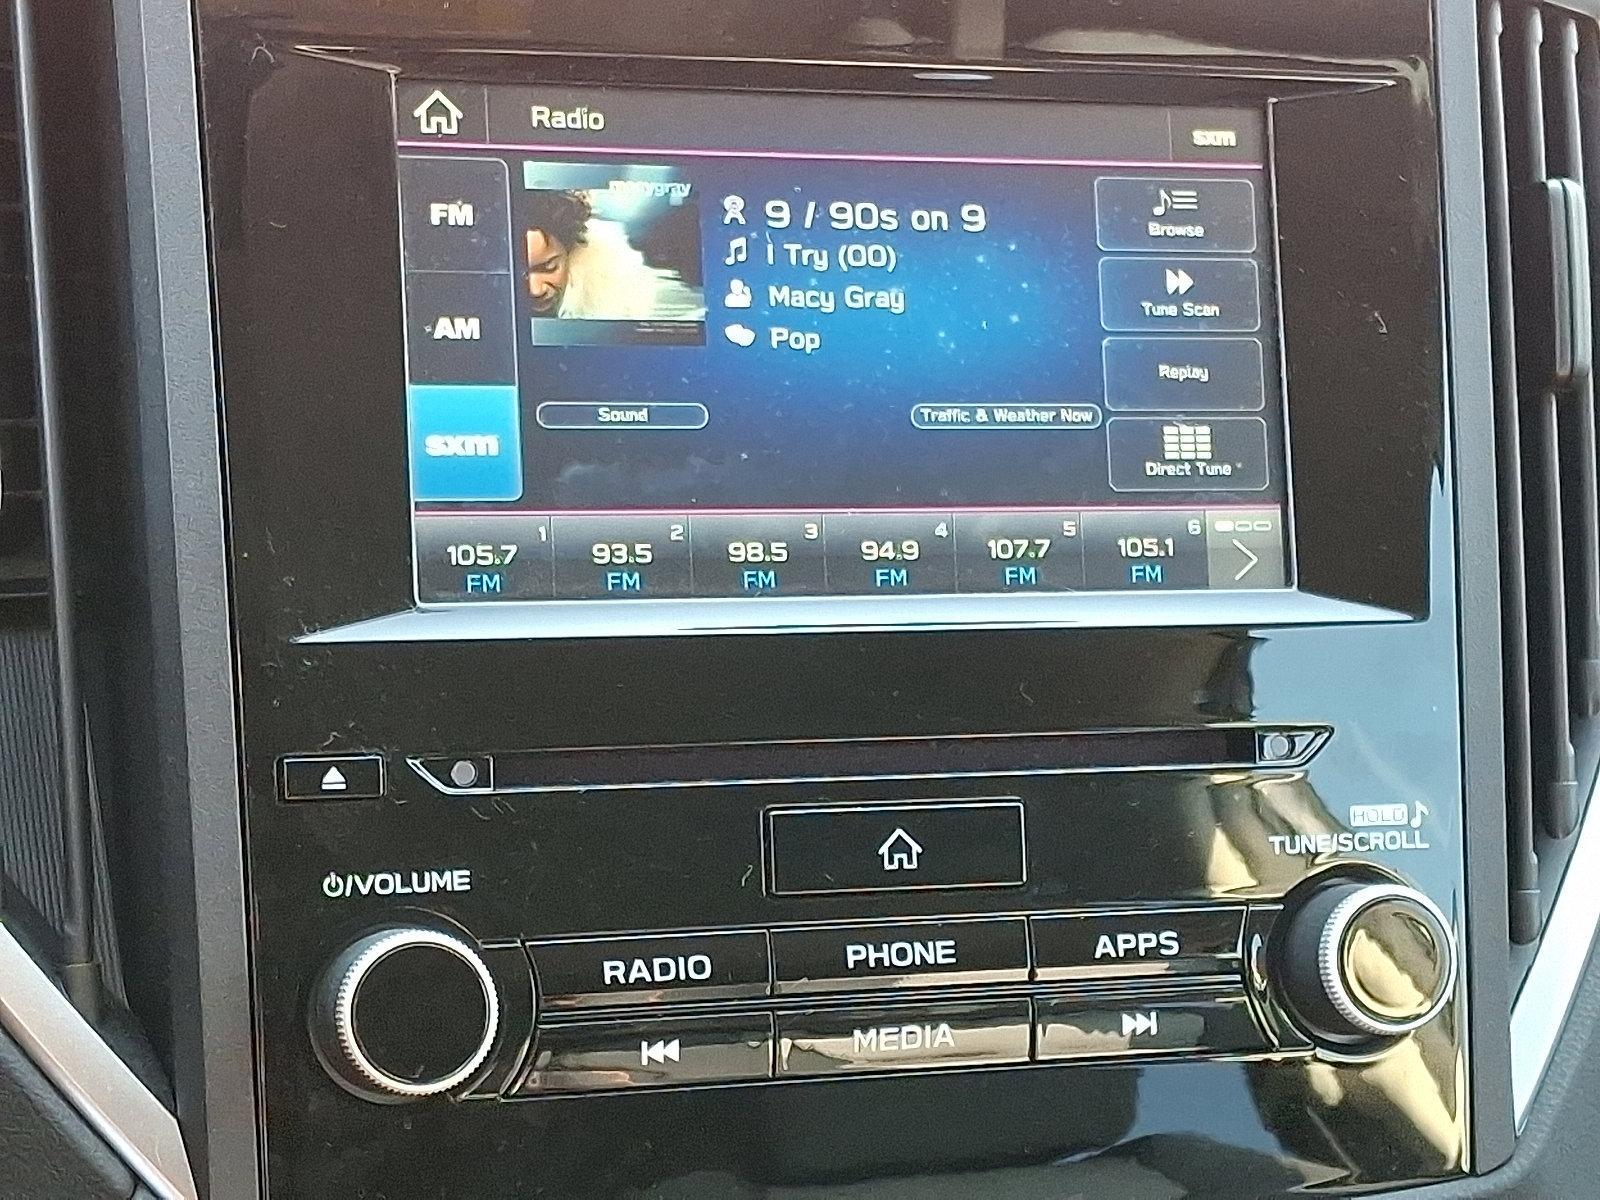 Radio
sxm
FM
macygray
9 / 90s on 9
Browse
I Try (00)
Tune Scan
AM
Macy Gray
Pop
Replay
sxm
Sound
Traffic & Weather Now
Direct Tune
1 2 3 4 5 6
105.7 93.5 98.5 94.9 107.7 105.1
FM FM FM FM FM FM
HOLD
TUNE/SCROLL
/VOLUME
RADIO PHONE APPS
MEDIA